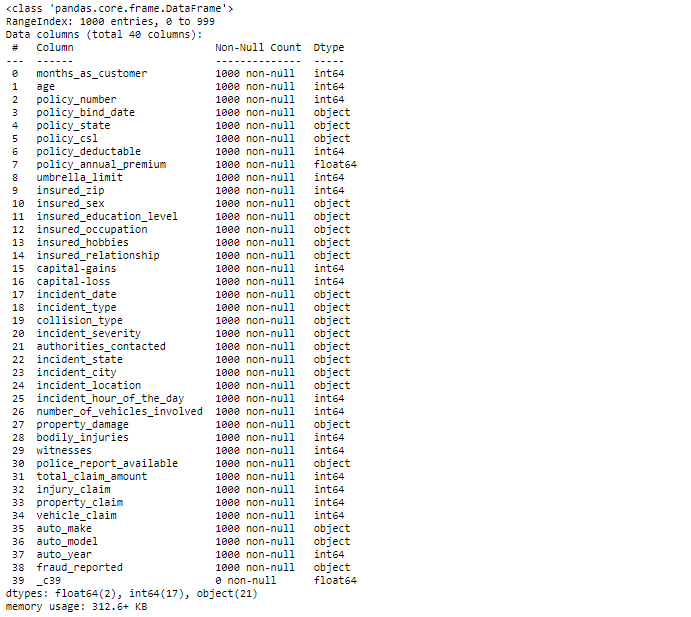 <class 'pandas.core.frame.DataFrame'>
RangeIndex: 1000 entries, 0 to 999
Data columns (total 40 columns):
 #   Column                       Non-Null Count  Dtype
---  ------                       --------------  -----
 0   months_as_customer           1000 non-null   int64
 1   age                          1000 non-null   int64
 2   policy_number                1000 non-null   int64
 3   policy_bind_date             1000 non-null   object
 4   policy_state                 1000 non-null   object
 5   policy_csl                   1000 non-null   object
 6   policy_deductable            1000 non-null   int64
 7   policy_annual_premium        1000 non-null   float64
 8   umbrella_limit               1000 non-null   int64
 9   insured_zip                  1000 non-null   int64
 10  insured_sex                  1000 non-null   object
 11  insured_education_level      1000 non-null   object
 12  insured_occupation           1000 non-null   object
 13  insured_hobbies              1000 non-null   object
 14  insured_relationship         1000 non-null   object
 15  capital-gains                1000 non-null   int64
 16  capital-loss                 1000 non-null   int64
 17  incident_date                1000 non-null   object
 18  incident_type                1000 non-null   object
 19  collision_type               1000 non-null   object
 20  incident_severity            1000 non-null   object
 21  authorities_contacted        1000 non-null   object
 22  incident_state               1000 non-null   object
 23  incident_city                1000 non-null   object
 24  incident_location            1000 non-null   object
 25  incident_hour_of_the_day     1000 non-null   int64
 26  number_of_vehicles_involved  1000 non-null   int64
 27  property_damage              1000 non-null   object
 28  bodily_injuries              1000 non-null   int64
 29  witnesses                    1000 non-null   int64
 30  police_report_available      1000 non-null   object
 31  total_claim_amount           1000 non-null   int64
 32  injury_claim                 1000 non-null   int64
 33  property_claim               1000 non-null   int64
 34  vehicle_claim                1000 non-null   int64
 35  auto_make                    1000 non-null   object
 36  auto_model                   1000 non-null   object
 37  auto_year                    1000 non-null   int64
 38  fraud_reported               1000 non-null   object
 39  _c39                         0 non-null      float64
dtypes: float64(2), int64(17), object(21)
memory usage: 312.6+ KB